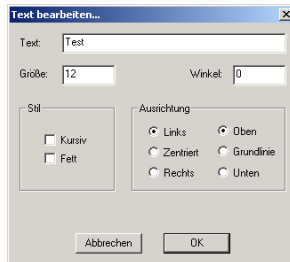 Text bearbeiten...
Text: Test
Größe: 12 Winkel: 0
Stil Ausrichtung
Kursiv Links Oben
Fett Zentriert Grundlinie
Rechts Unten
Abbrechen OK